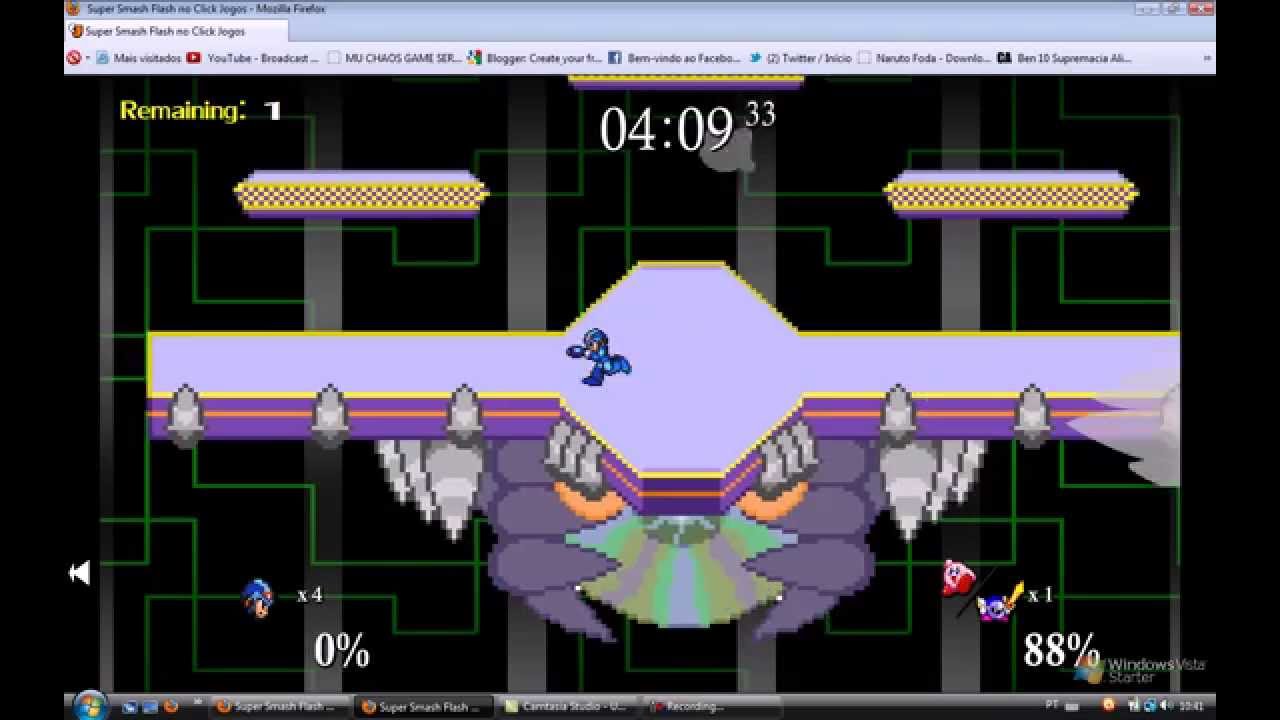 Super Smash Flash no Click Jogos - Mozilla Firefox
Super Smash Flash no Click Jogos
Mais visitados YouTube - Broadcast ... MU CHAOS GAME SER... Blogger: Create your fr... Bem-vindo ao Facebo... (2) Twitter / Início Naruto Foda - Downlo... Ben 10 Supremacia Ali... »
Remaining: 1
04:09 33
x 4
x 1
0%
88%
Windows Vista
Starter
Super Smash Flash ... Super Smash Flash ... Camtasia Studio - U... Recording... PT 10:41